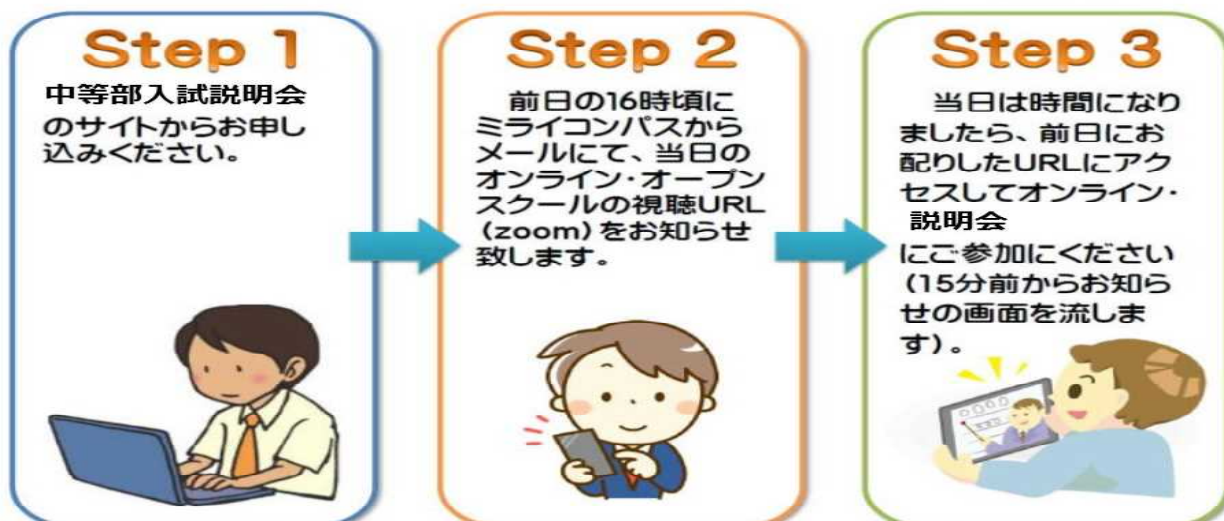 Step 1
中等部入試説明会
のサイトからお申し
込みください。
Step 2
前日の16時頃に
ミライコンパスから
メールにて、当日の
オンライン・オープン
スクールの視聴URL
(zoom)をお知らせ
致します。
Step 3
当日は時間になり
ましたら、前日にお
配りしたURLにアク
セスしてオンライン・
説明会
にご参加にください
(15分前からお知ら
せの画面を流しま
す)。